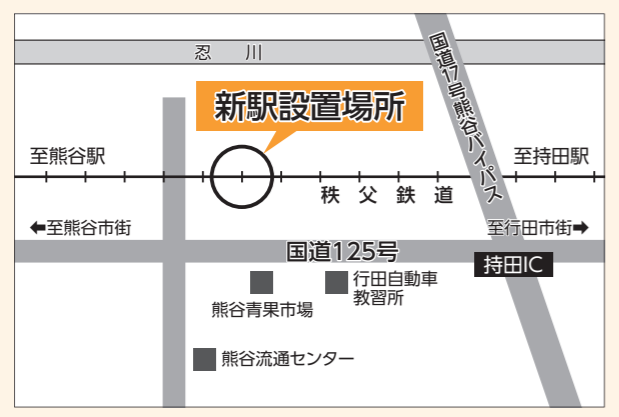 忍川
国道17号熊谷バイパス
新駅設置場所
至熊谷駅
至持田駅
秩父鉄道
←至熊谷市街
至行田市街→
国道125号
持田IC
行田自動車
教習所
熊谷青果市場
熊谷流通センター